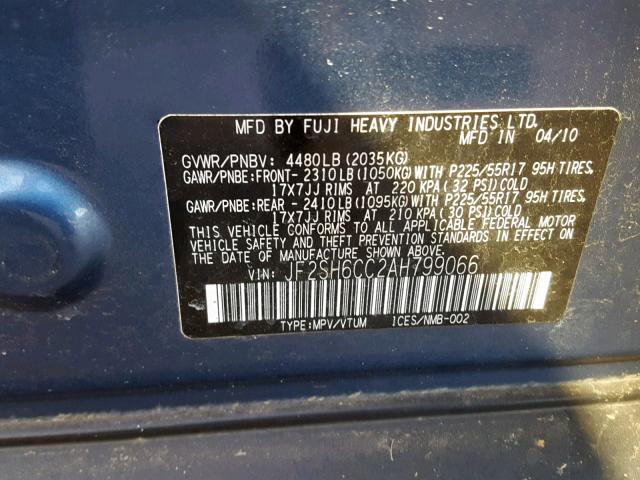 MFD BY FUJI HEAVY INDUSTRIES LTD.
MFD IN 04/10
GVWR/PNBV: 4480LB(2035KG)
GAWR/PNBE:FRONT-2310LB(1050KG)WITH P225/55R17 95H TIRES,
17X7JJ RIMS AT 220 KPA(32 PSI)COLD
GAWR/PNBE:REAR -2410LB(1095KG)WITH P225/55R17 95H TIRES,
17X7JJ RIMS AT 210 KPA(30 PSI)COLD
THIS VEHICLE CONFORMS TO ALL APPLICABLE FEDERAL MOTOR
VEHICLE SAFETY AND THEFT PREVENTION STANDARDS IN EFFECT ON
THE DATE OF MANUFACTURE SHOWN ABOVE.
VIN: JF2SH6CC2AH799066
TYPE:MPV/VTUM ICES/NMB-002